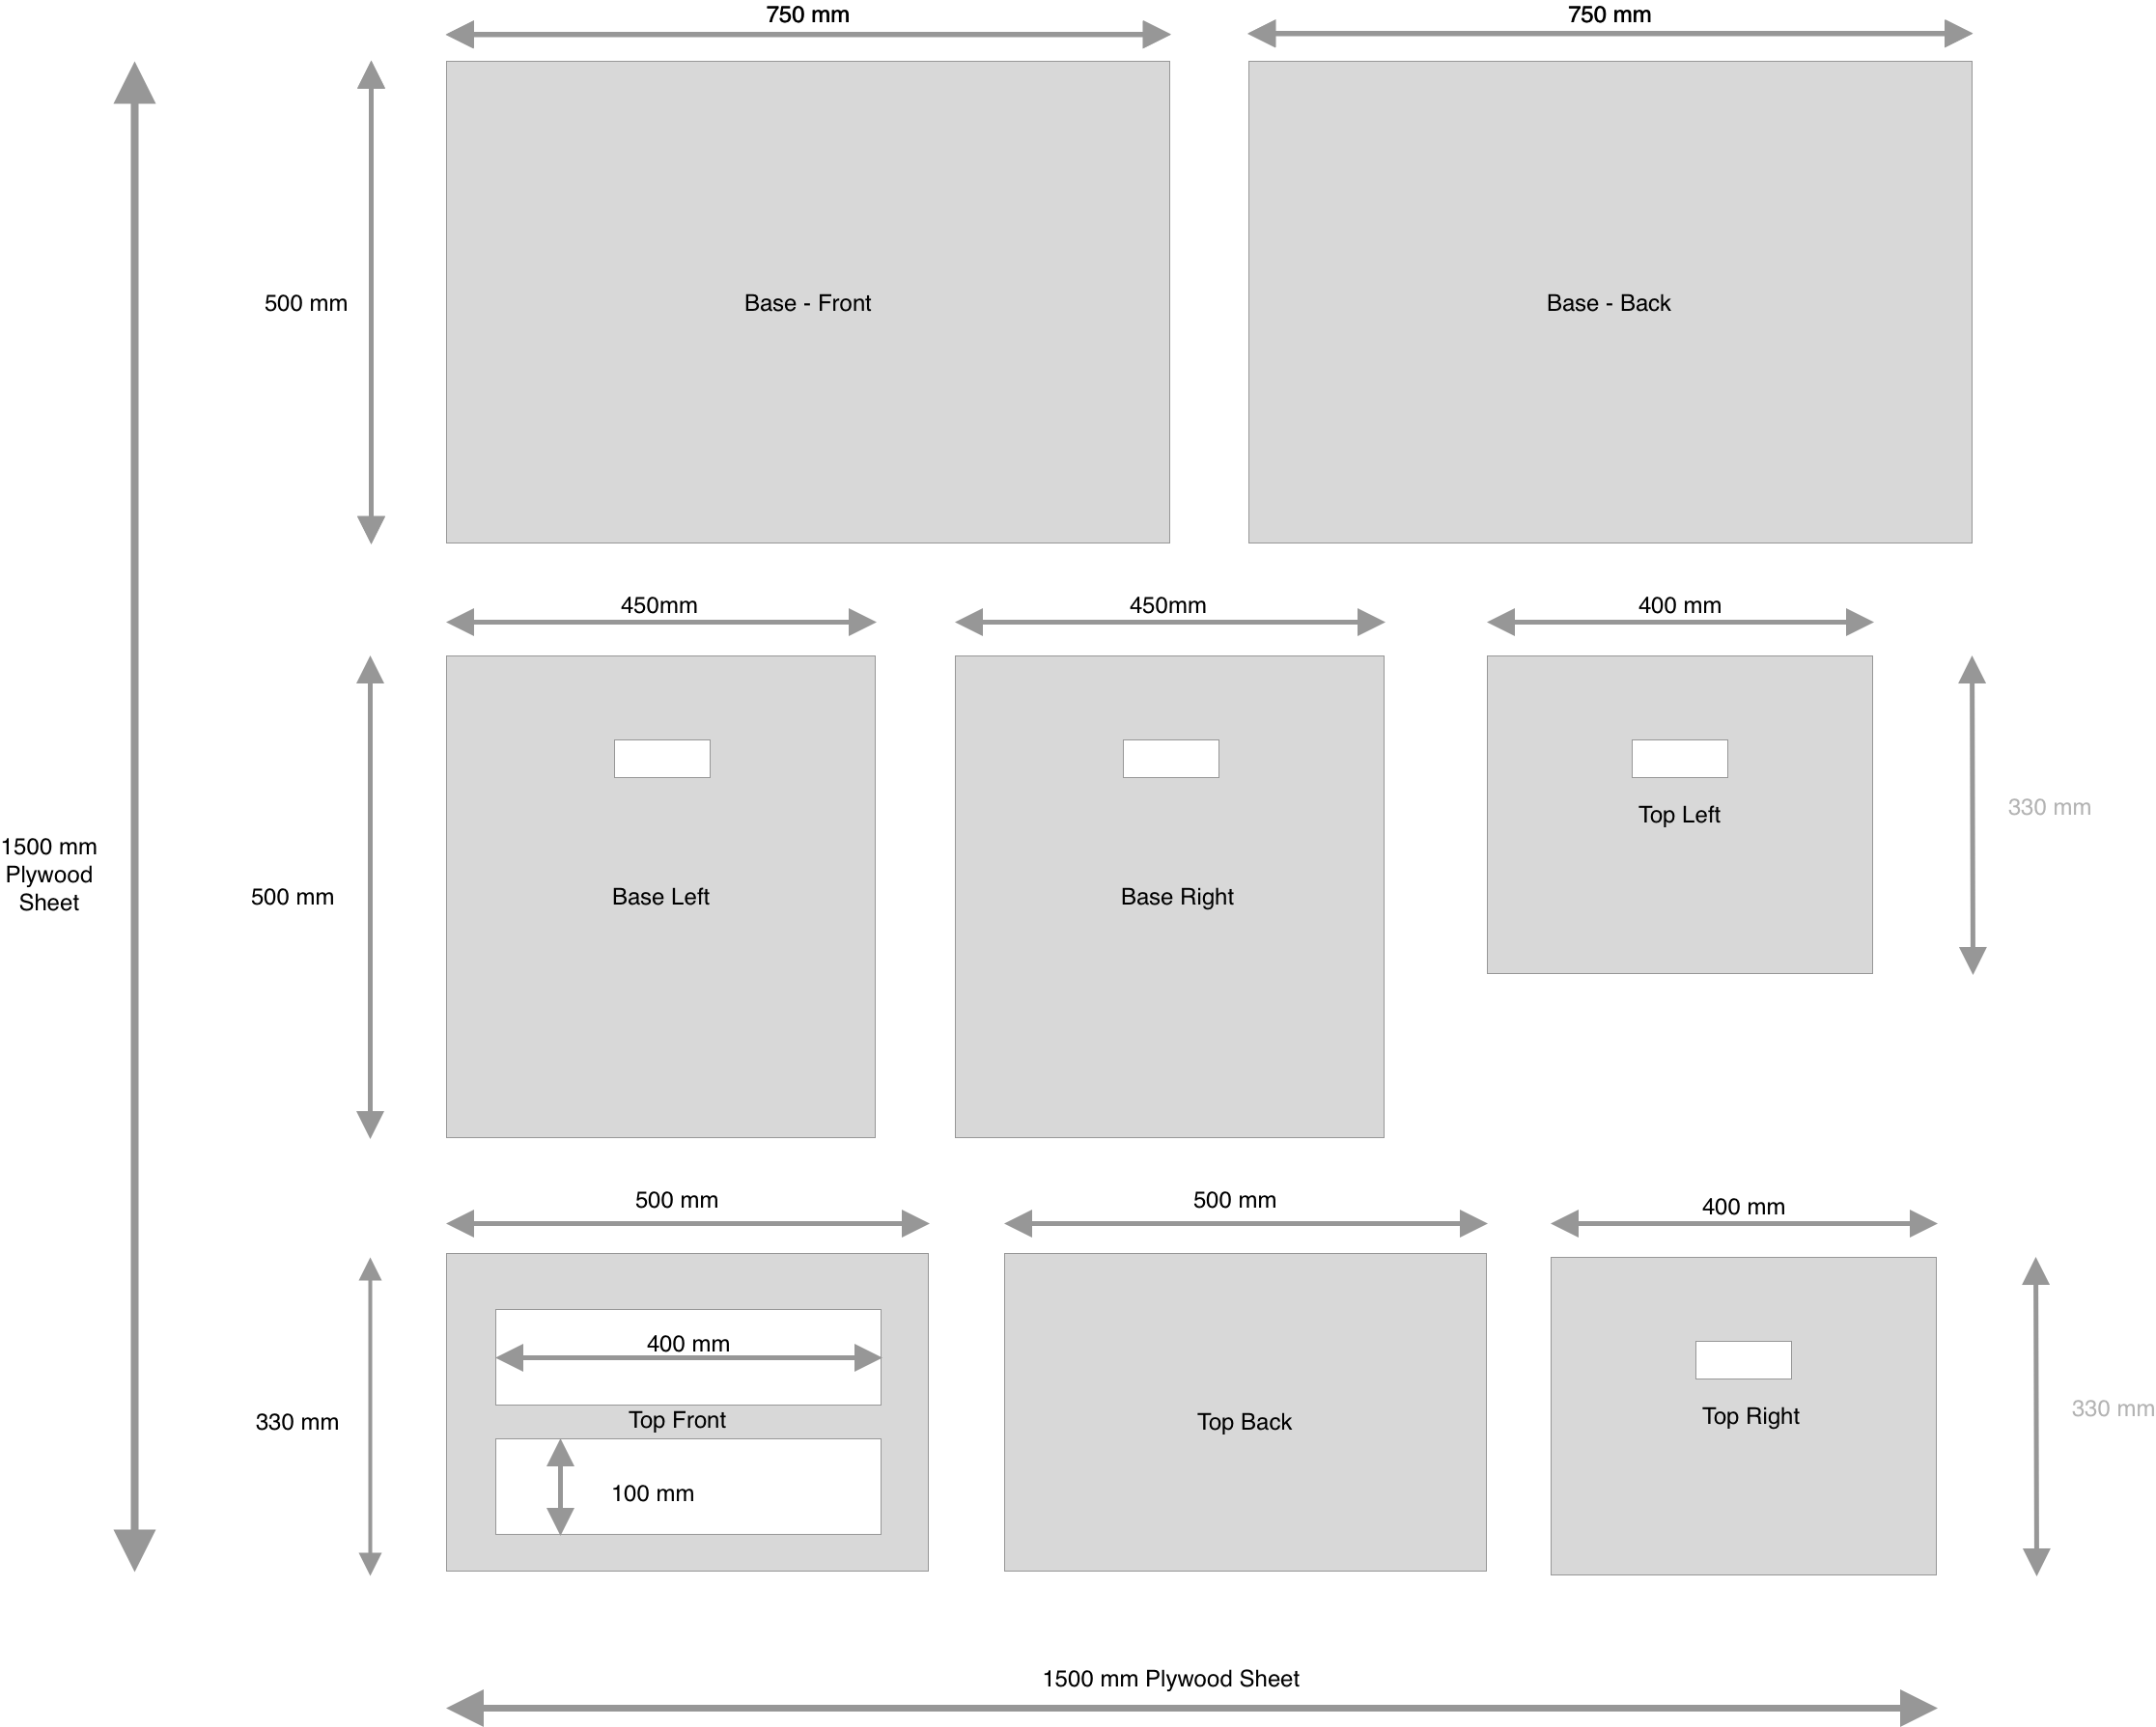 750 mm
750 mm
500 mm
Base - Front
Base - Back
450mm
450mm
400 mm
330 mm
Top Left
1500 mm
Plywood
Sheet
500 mm
Base Left
Base Right
500 mm
500 mm
400 mm
400 mm
330 mm
Top Front
Top Back
Top Right
330 mm
100 mm
1500 mm Plywood Sheet